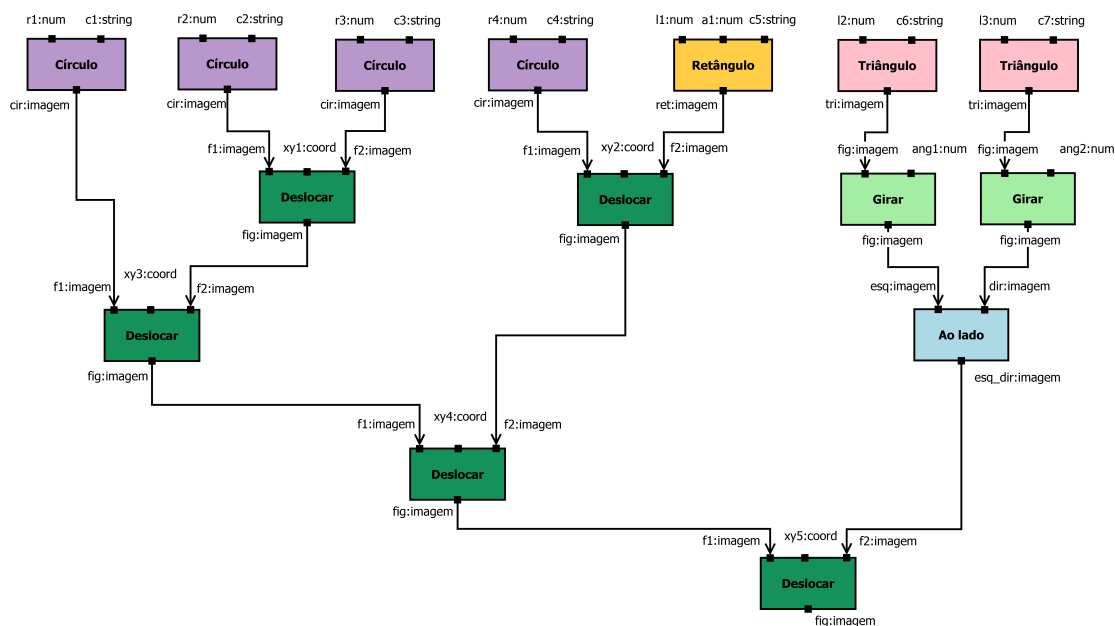 r1:num c1:string r2:num c2:string r3:num c3:string r4:num c4:string l1:num a1:num c5:string l2:num c6:string l3:num c7:string
Círculo Círculo Círculo Círculo Retângulo Triângulo Triângulo
cir:imagem cir:imagem cir:imagem cir:imagem ret:imagem tri:imagem tri:imagem
f1:imagem xy1:coord f2:imagem f1:imagem xy2:coord f2:imagem fig:imagem ang1:num fig:imagem ang2:num
Deslocar Deslocar Girar Girar
fig:imagem fig:imagem fig:imagem fig:imagem
f1:imagem xy3:coord f2:imagem esq:imagem dir:imagem
Deslocar Ao lado
fig:imagem esq_dir:imagem
f1:imagem xy4:coord f2:imagem
Deslocar
fig:imagem
f1:imagem xy5:coord f2:imagem
Deslocar
fig:imagem